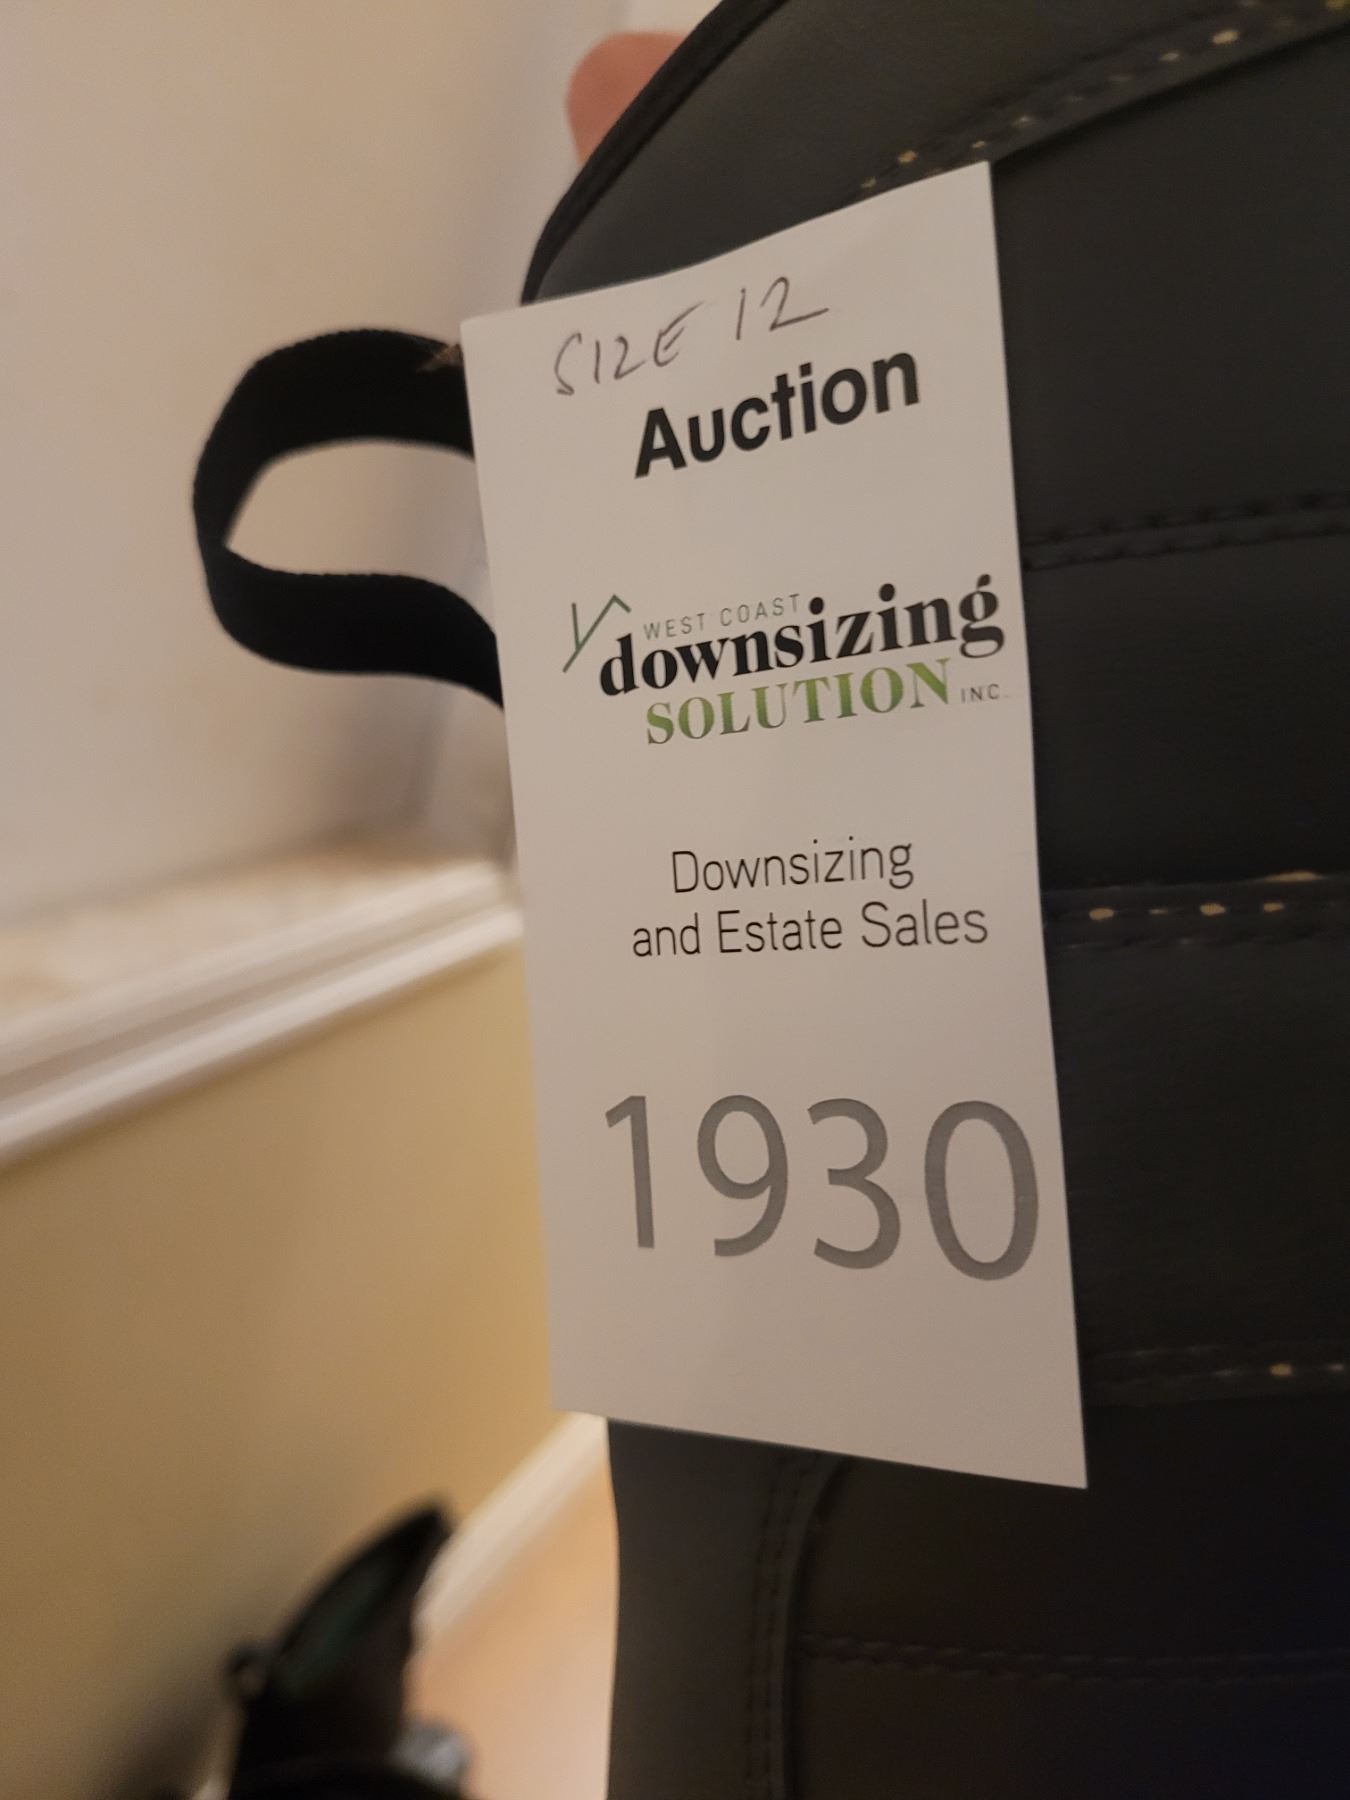 SIZE 12
Auction
WEST COAST
downsizing
SOLUTION INC.
Downsizing
and Estate Sales
1930